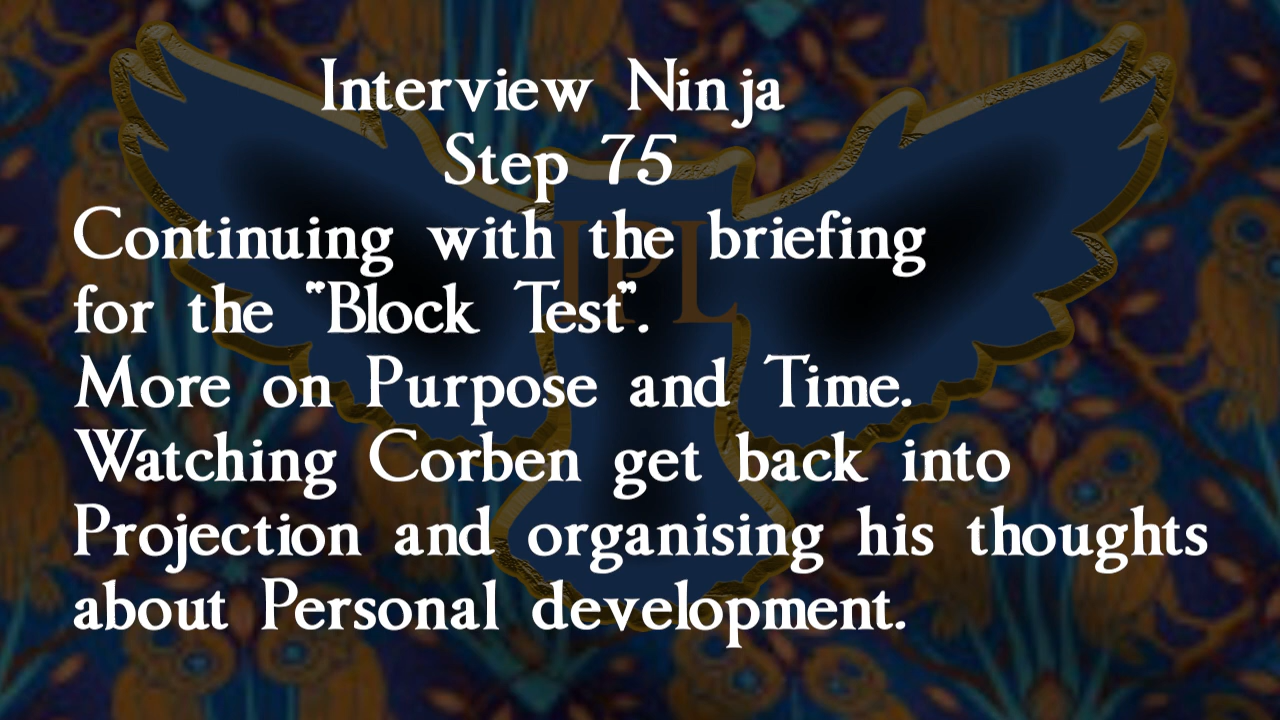 Interview Ninja
Step 75
Continuing with the briefing
for the "Block Test".
More on Purpose and Time.
Watching Corben get back into
Projection and organising his thoughts
about Personal development.
IPL